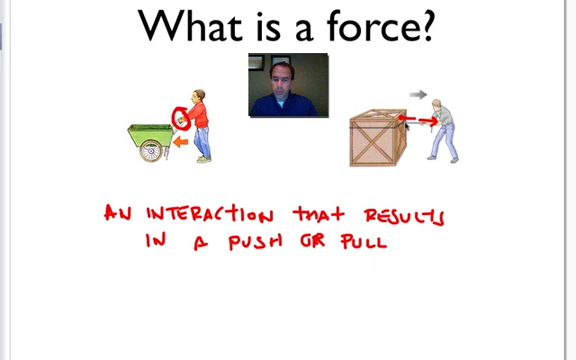 What is a force?
AN INTERACTION THAT RESULTS
IN A PUSH OR PULL